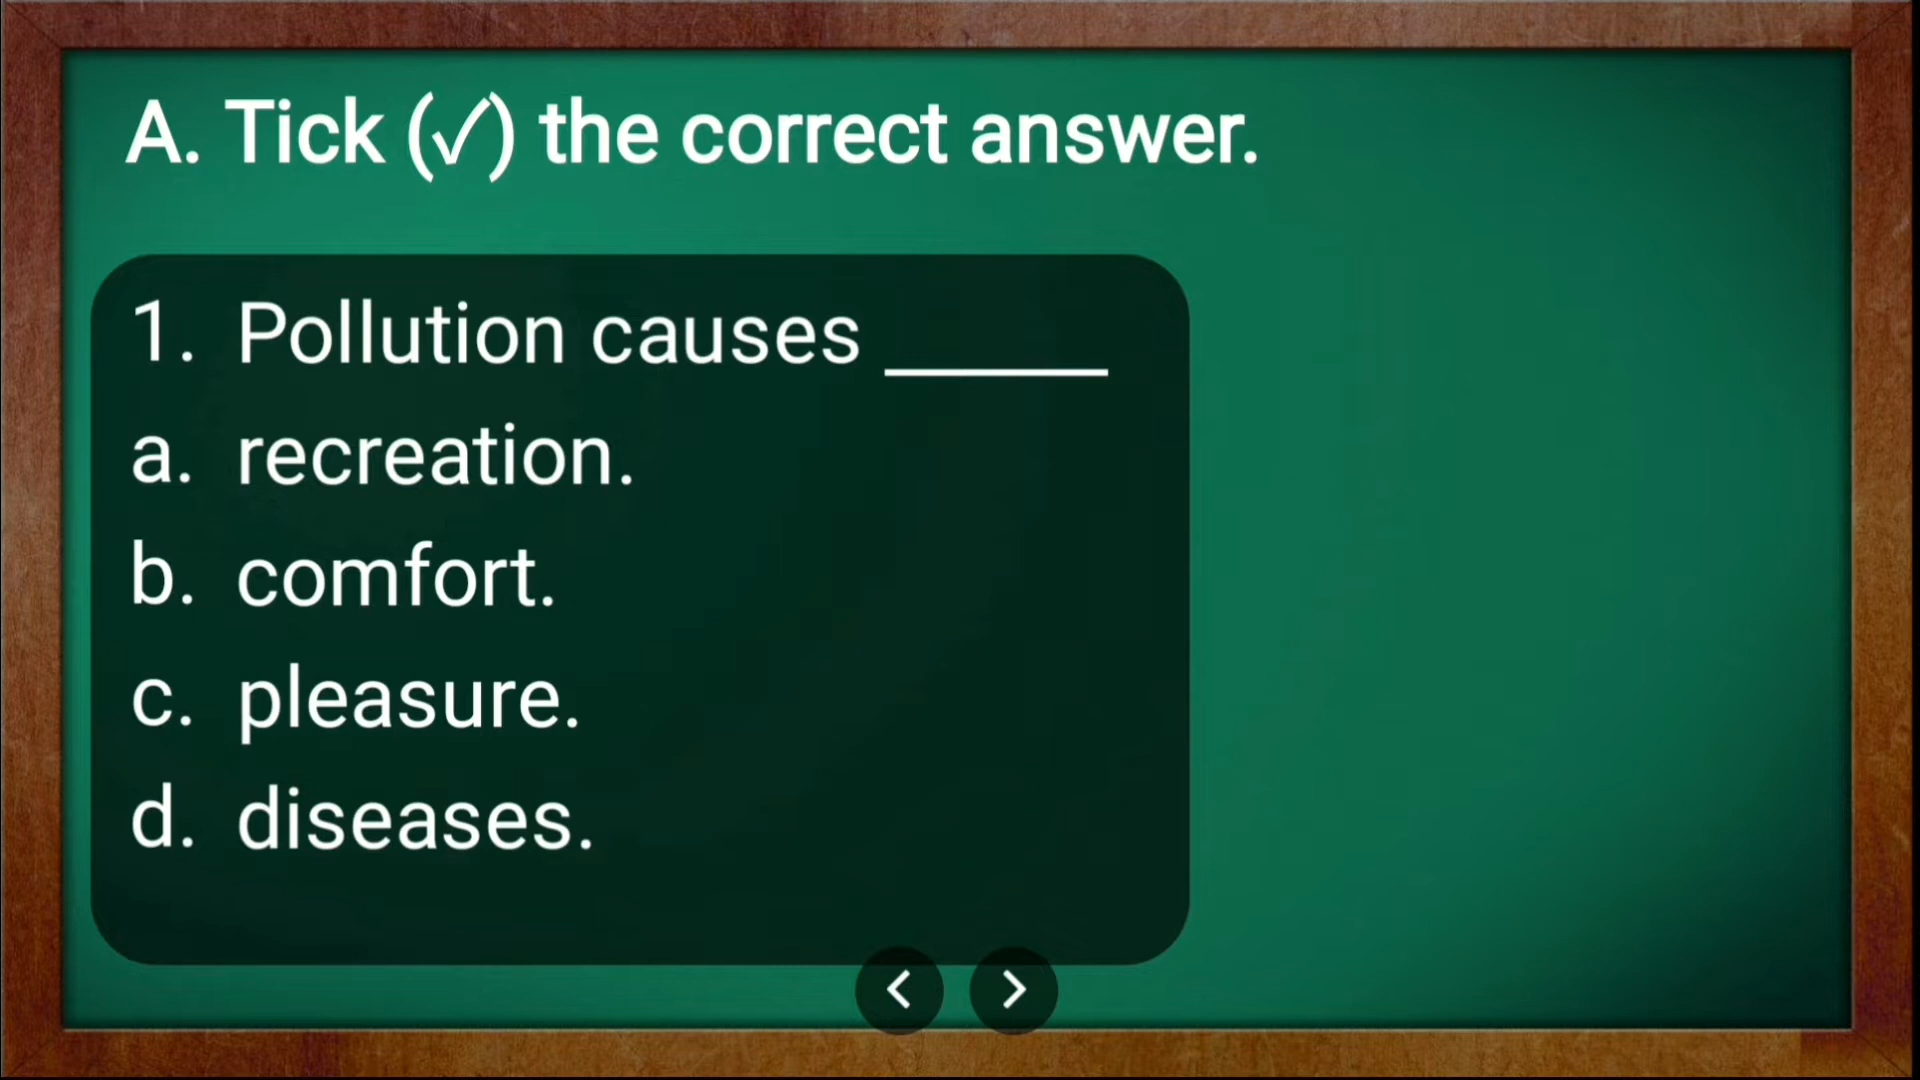 A. Tick (✓) the correct answer.
1. Pollution causes ______
a. recreation.
b. comfort.
c. pleasure.
d. diseases.